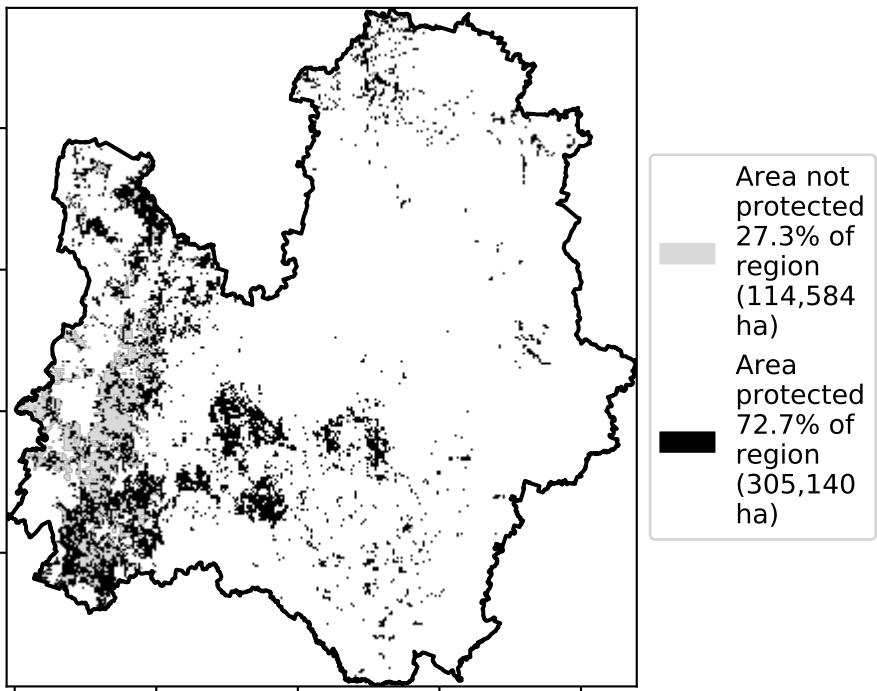 Area not
protected
27.3% of
region
(114,584
ha)
Area
protected
72.7% of
region
(305,140
ha)